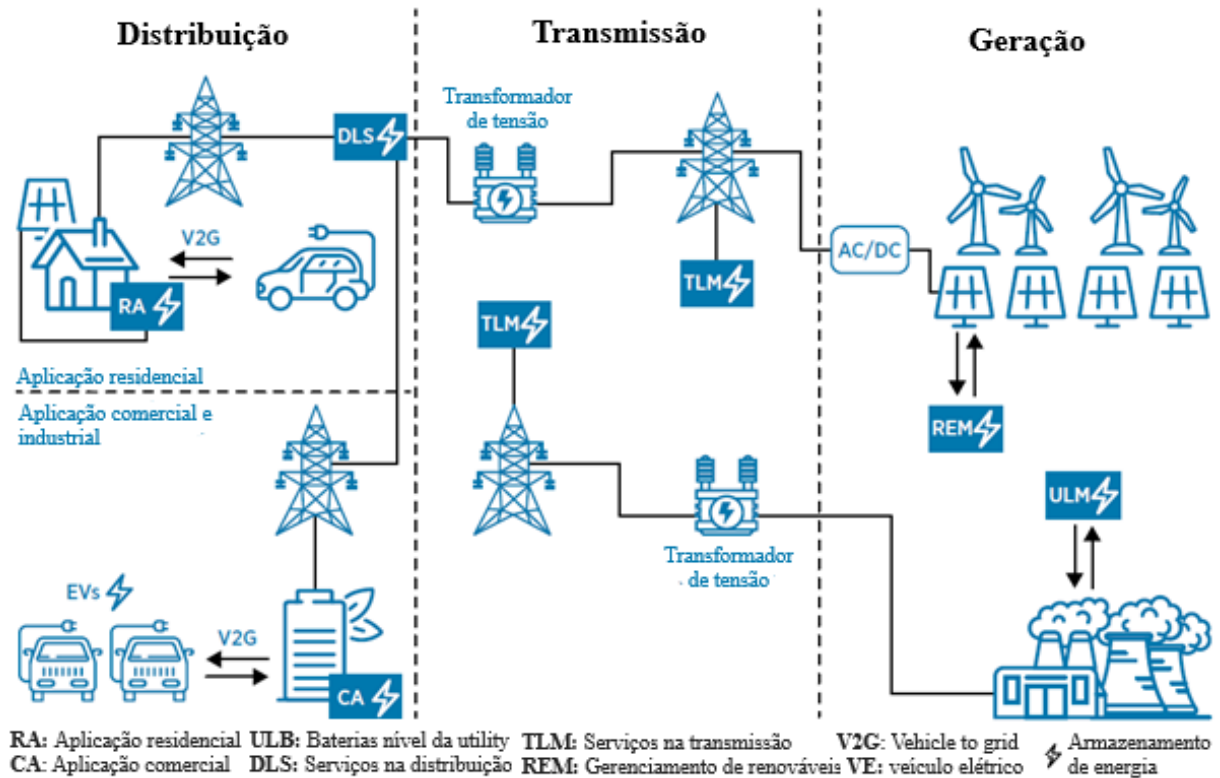 Distribuição
Transmissão
Geração
Transformador
de tensão
DLS
V2G
AC/DC
TLM
RA
TLM
Aplicação residencial
Aplicação comercial e
industrial
REM
ULM
Transformador
de tensão
EVs
V2G
CA
RA: Aplicação residencial ULB: Baterias nível da utility TLM: Serviços na transmissão V2G: Vehicle to grid Armazenamento
CA: Aplicação comercial DLS: Serviços na distribuição REM: Gerenciamento de renováveis VE: veículo elétrico de energia